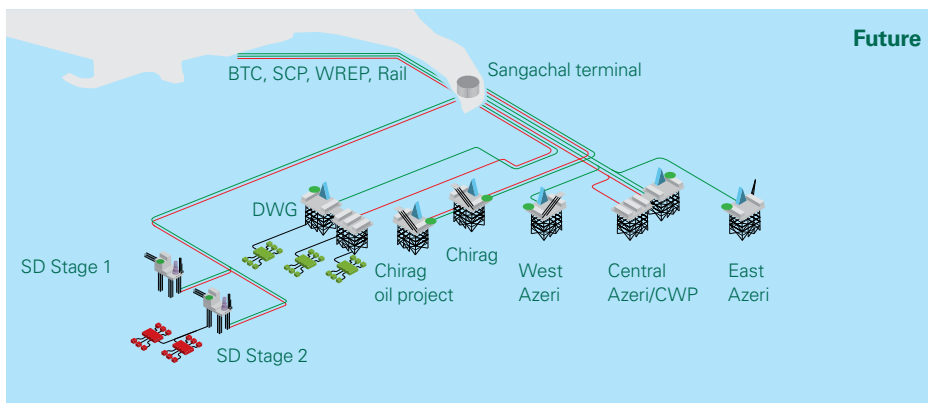 Future
BTC, SCP, WREP, Rail
Sangachal terminal
DWG
SD Stage 1
Chirag
oil project
Chirag
West
Azeri
Central
Azeri/CWP
East
Azeri
SD Stage 2